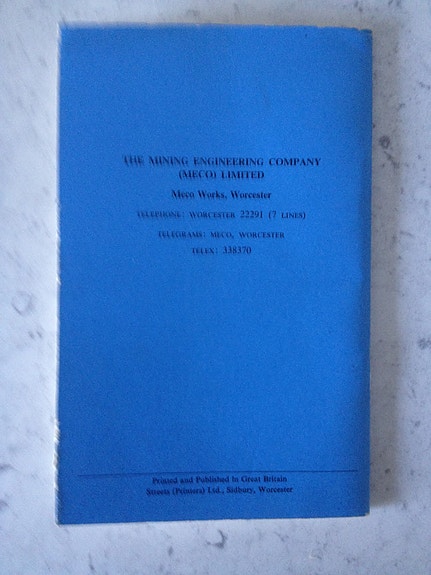 THE MINING ENGINEERING COMPANY
(MECO) LIMITED
Meco Works, Worcester
TELEPHONE: WORCESTER 22291 (7 LINES)
TELEGRAMS: MECO, WORCESTER
TELEX: 338370
Printed and Published in Great Britain
Streets (Printers) Ltd., Sidbury, Worcester